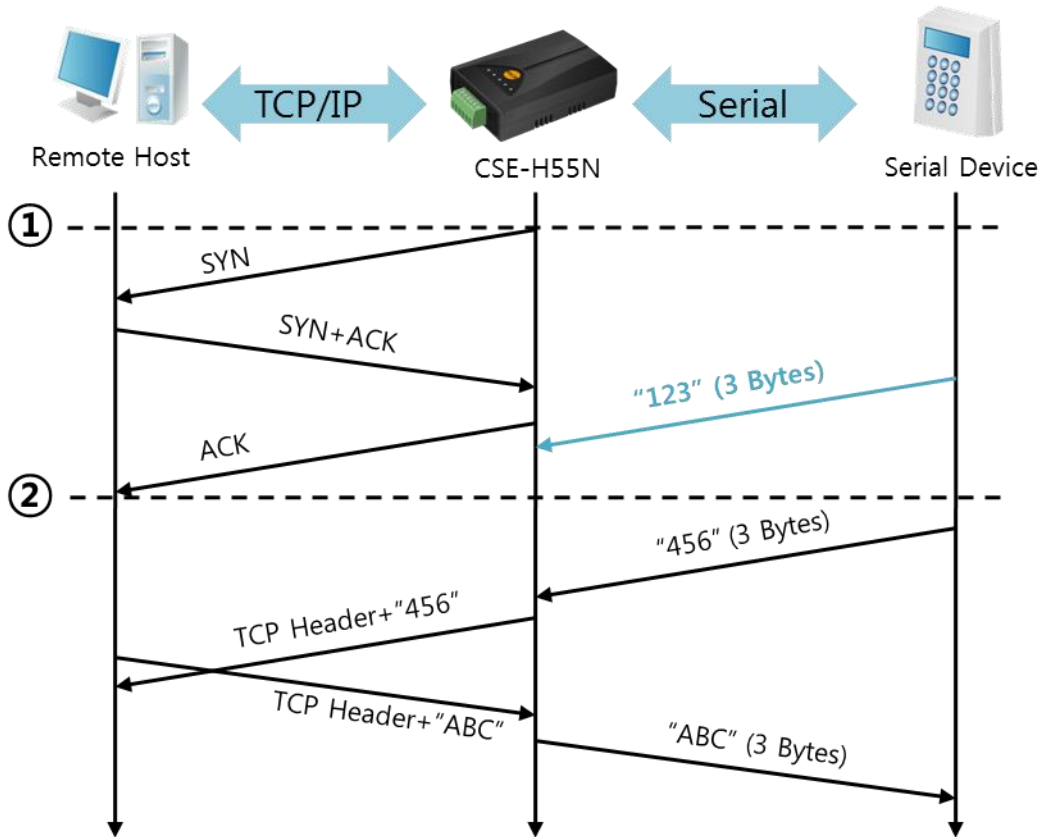 TCP/IP
Serial
Remote Host
CSE-H55N
Serial Device
①
SYN
SYN+ACK
“123” (3 Bytes)
ACK
②
“456” (3 Bytes)
TCP Header+“456”
TCP Header+“ABC”
“ABC” (3 Bytes)